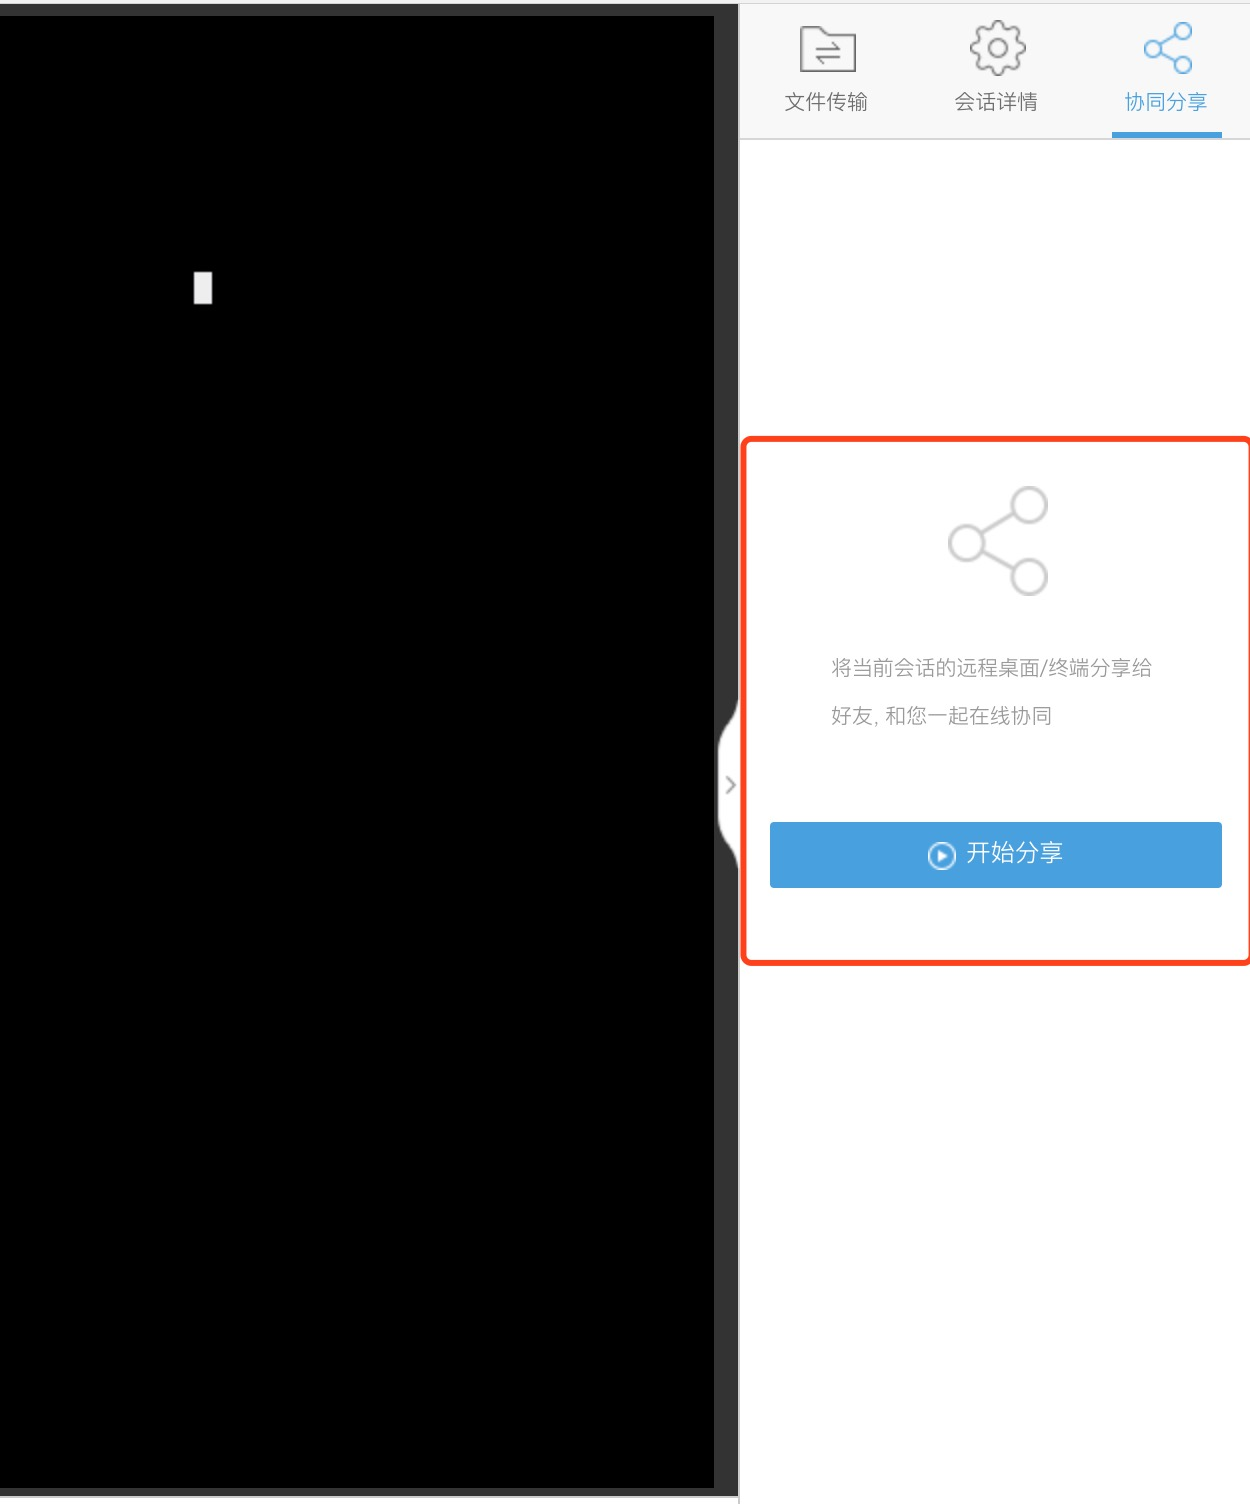 文件传输
会话详情
协同分享
将当前会话的远程桌面/终端分享给
好友, 和您一起在线协同
开始分享